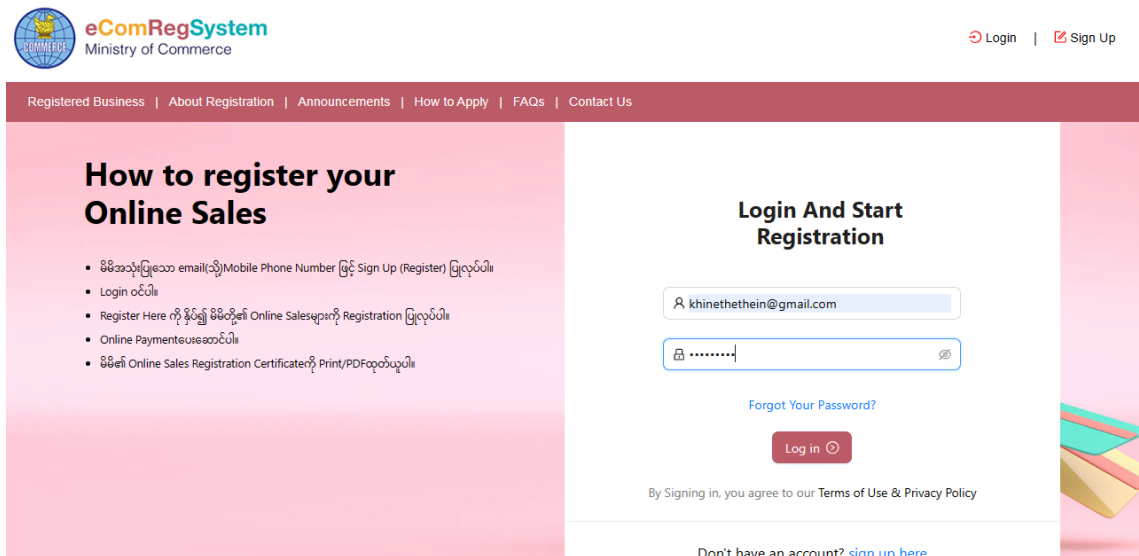 eComRegSystem
Ministry of Commerce
COMMERCE
Login | Sign Up
Registered Business | About Registration | Announcements | How to Apply | FAQs | Contact Us
How to register your
Online Sales
မိမိအသုံးပြုသော email(သို့)Mobile Phone Number ဖြင့် Sign Up (Register) ပြုလုပ်ပါ။
Login ဝင်ပါ။
Register Here ကို နှိပ်၍ မိမိတို့၏ Online Salesများကို Registration ပြုလုပ်ပါ။
Online Paymentပေးဆောင်ပါ။
မိမိ၏ Online Sales Registration Certificateကို Print/PDFထုတ်ယူပါ။
Login And Start
Registration
khinethethein@gmail.com
•••••••••
Forgot Your Password?
Log in
By Signing in, you agree to our Terms of Use & Privacy Policy
Don't have an account? sign up here